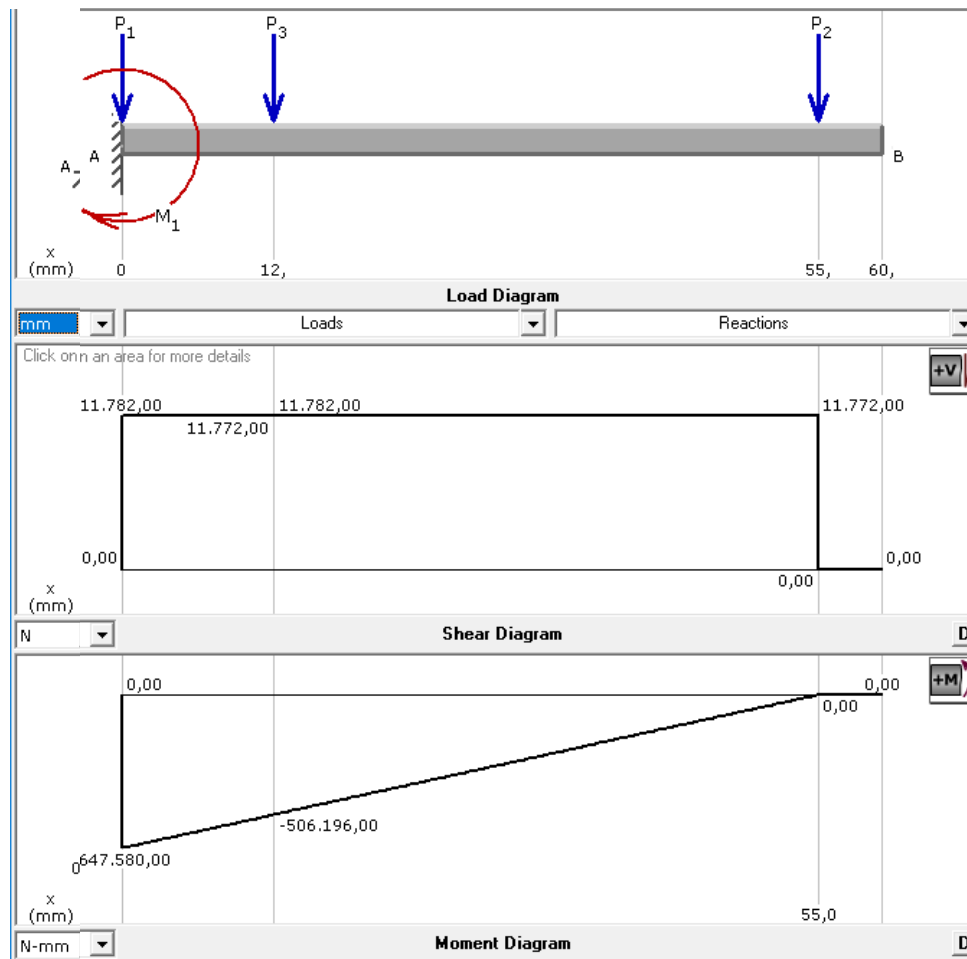 P1 P3 P2
A A B
M1
x
(mm) 0 12, 55, 60,
Load Diagram
mm Loads Reactions
Click onn an area for more details
+V
11.782,00 11.782,00 11.772,00
11.772,00
0,00 0,00
0,00
x
(mm)
N Shear Diagram D
0,00 0,00 +M
0,00
-506.196,00
0 647.580,00
x
(mm) 55,0
N-mm Moment Diagram D